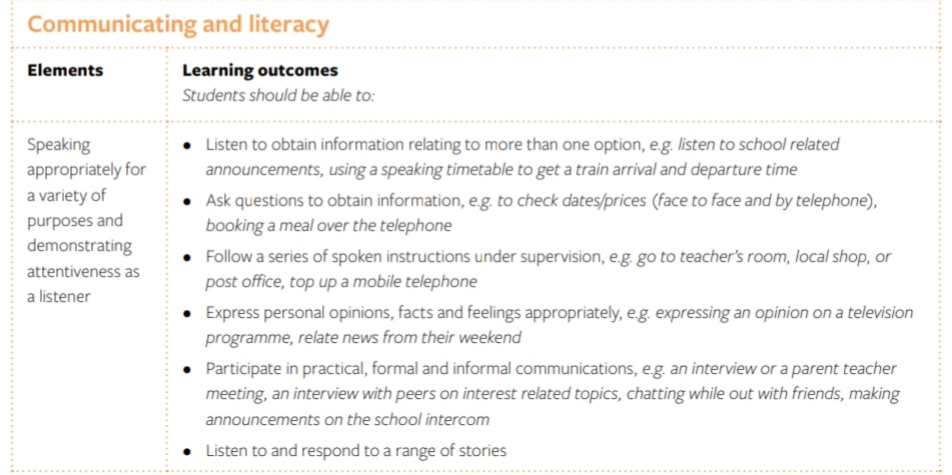 Communicating and literacy
Elements
Learning outcomes
Students should be able to:
Speaking
appropriately for
a variety of
purposes and
demonstrating
attentiveness as
a listener
● Listen to obtain information relating to more than one option, e.g. listen to school related
announcements, using a speaking timetable to get a train arrival and departure time
● Ask questions to obtain information, e.g. to check dates/prices (face to face and by telephone),
booking a meal over the telephone
● Follow a series of spoken instructions under supervision, e.g. go to teacher's room, local shop, or
post office, top up a mobile telephone
● Express personal opinions, facts and feelings appropriately, e.g. expressing an opinion on a television
programme, relate news from their weekend
● Participate in practical, formal and informal communications, e.g. an interview or a parent teacher
meeting, an interview with peers on interest related topics, chatting while out with friends, making
announcements on the school intercom
● Listen to and respond to a range of stories